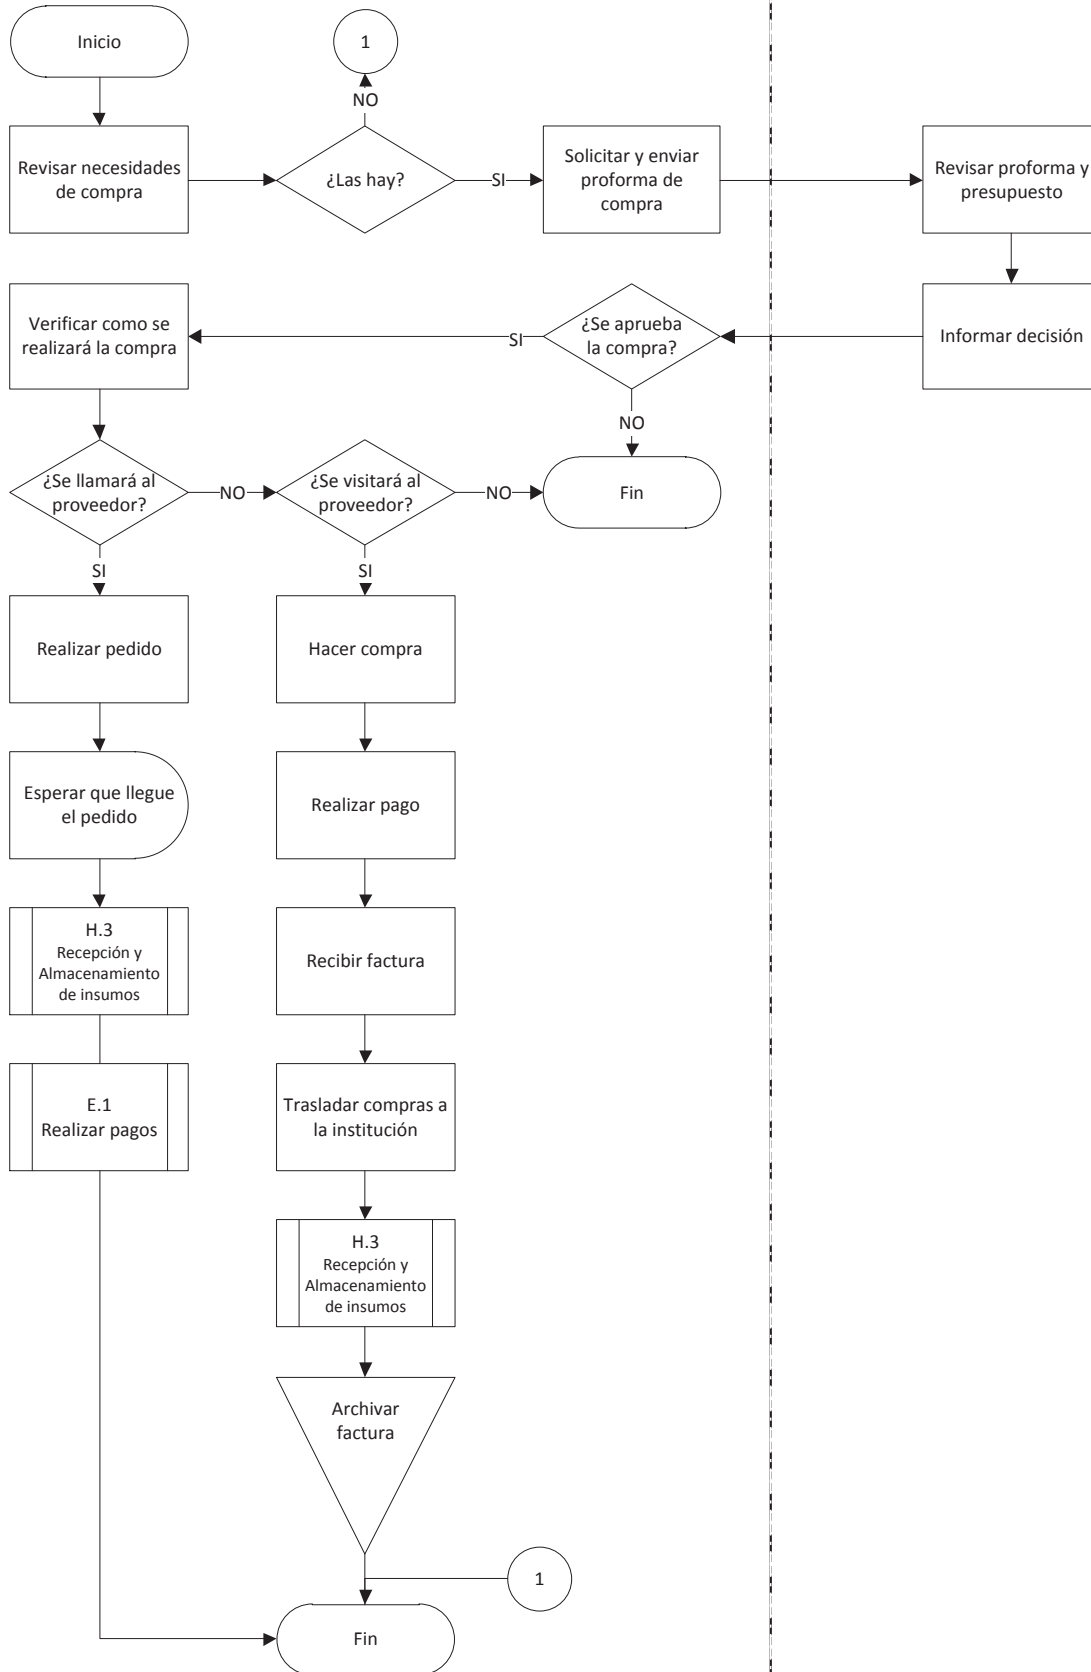 Inicio
1
NO
Revisar necesidades
de compra
¿Las hay?
SI
Solicitar y enviar
proforma de
compra
Revisar proforma y
presupuesto
Verificar como se
realizará la compra
SI
¿Se aprueba
la compra?
Informar decisión
NO
¿Se llamará al
proveedor?
NO
¿Se visitará al
proveedor?
NO
Fin
SI
SI
Realizar pedido
Hacer compra
Esperar que llegue
el pedido
Realizar pago
H.3
Recepción y
Almacenamiento
de insumos
Recibir factura
E.1
Realizar pagos
Trasladar compras a
la institución
H.3
Recepción y
Almacenamiento
de insumos
Archivar
factura
1
Fin